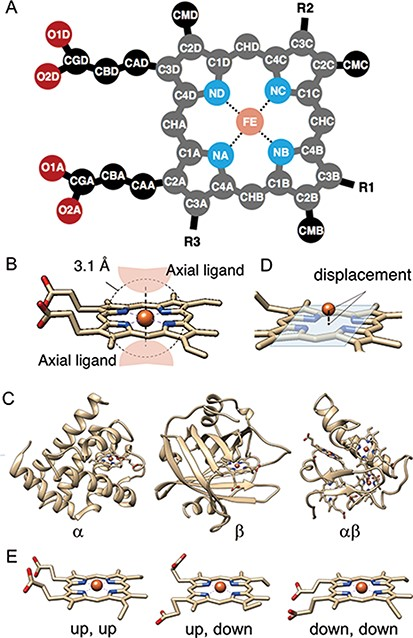 A
CMD
R2
O1D
CGD
CBD
CAD
C2D
C1D
CHD
C4C
C3C
C2C
CMC
O2D
C3D
C4D
ND
NC
C1C
CHA
FE
CHC
O1A
C1A
NA
NB
C4B
CGA
CBA
CAA
C2A
C3A
C4A
CHB
C1B
C2B
C3B
R1
O2A
R3
CMB
B
3.1 Å
Axial ligand
Axial ligand
D
displacement
C
α
β
αβ
E
up, up
up, down
down, down